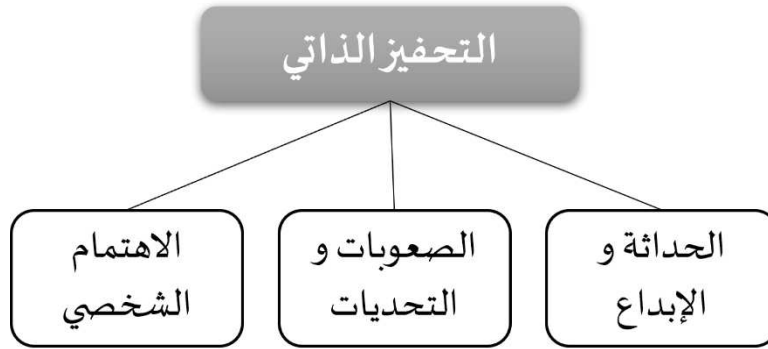 التحفيز الذاتي
الحداثة و
الإبداع
الصعوبات و
التحديات
الاهتمام
الشخصي